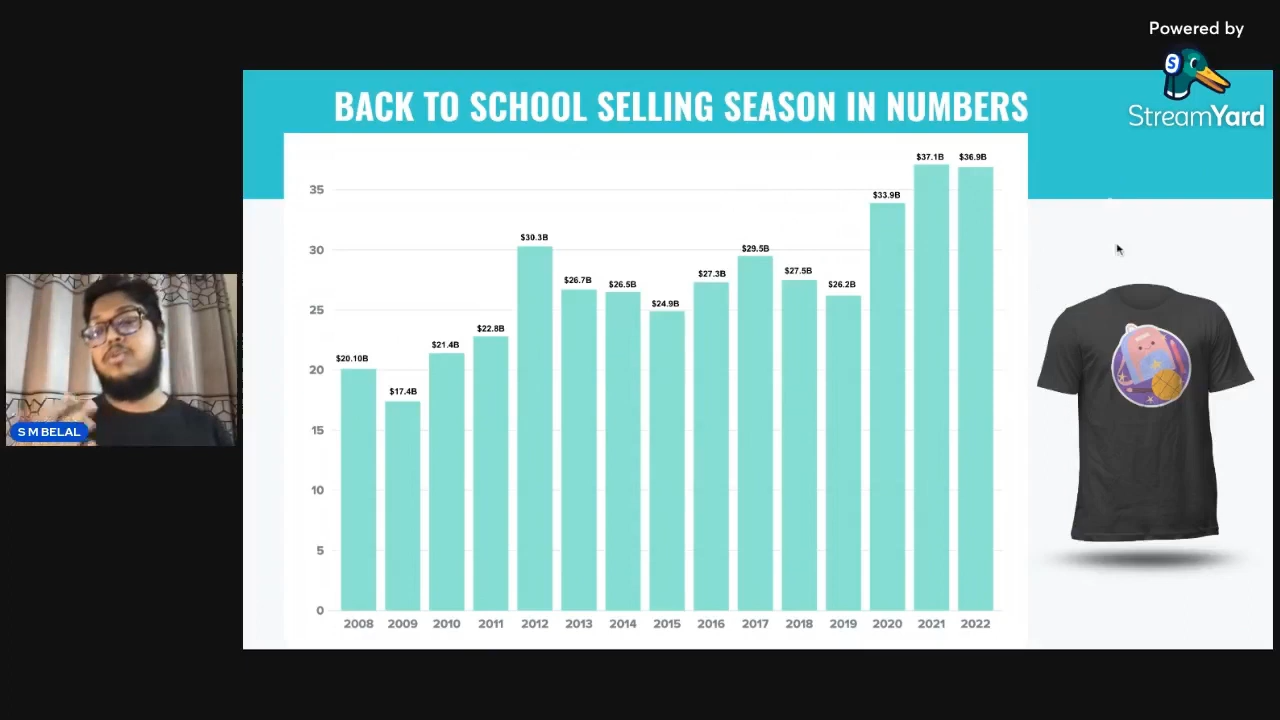 Powered by
StreamYard
BACK TO SCHOOL SELLING SEASON IN NUMBERS
$37.1B
$36.9B
35
$33.9B
$30.3B
30
$29.5B
$27.3B
$27.5B
$26.7B
$26.5B
$26.2B
25
$24.9B
$22.8B
$21.4B
20
$20.10B
$17.4B
15
10
5
0
2008 2009 2010 2011 2012 2013 2014 2015 2016 2017 2018 2019 2020 2021 2022
S M BELAL